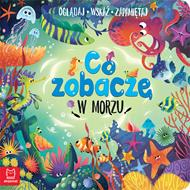 OGLĄDAJ • WSKAŻ • ZAPAMIĘTAJ
Co
zobaczę
W MORZU